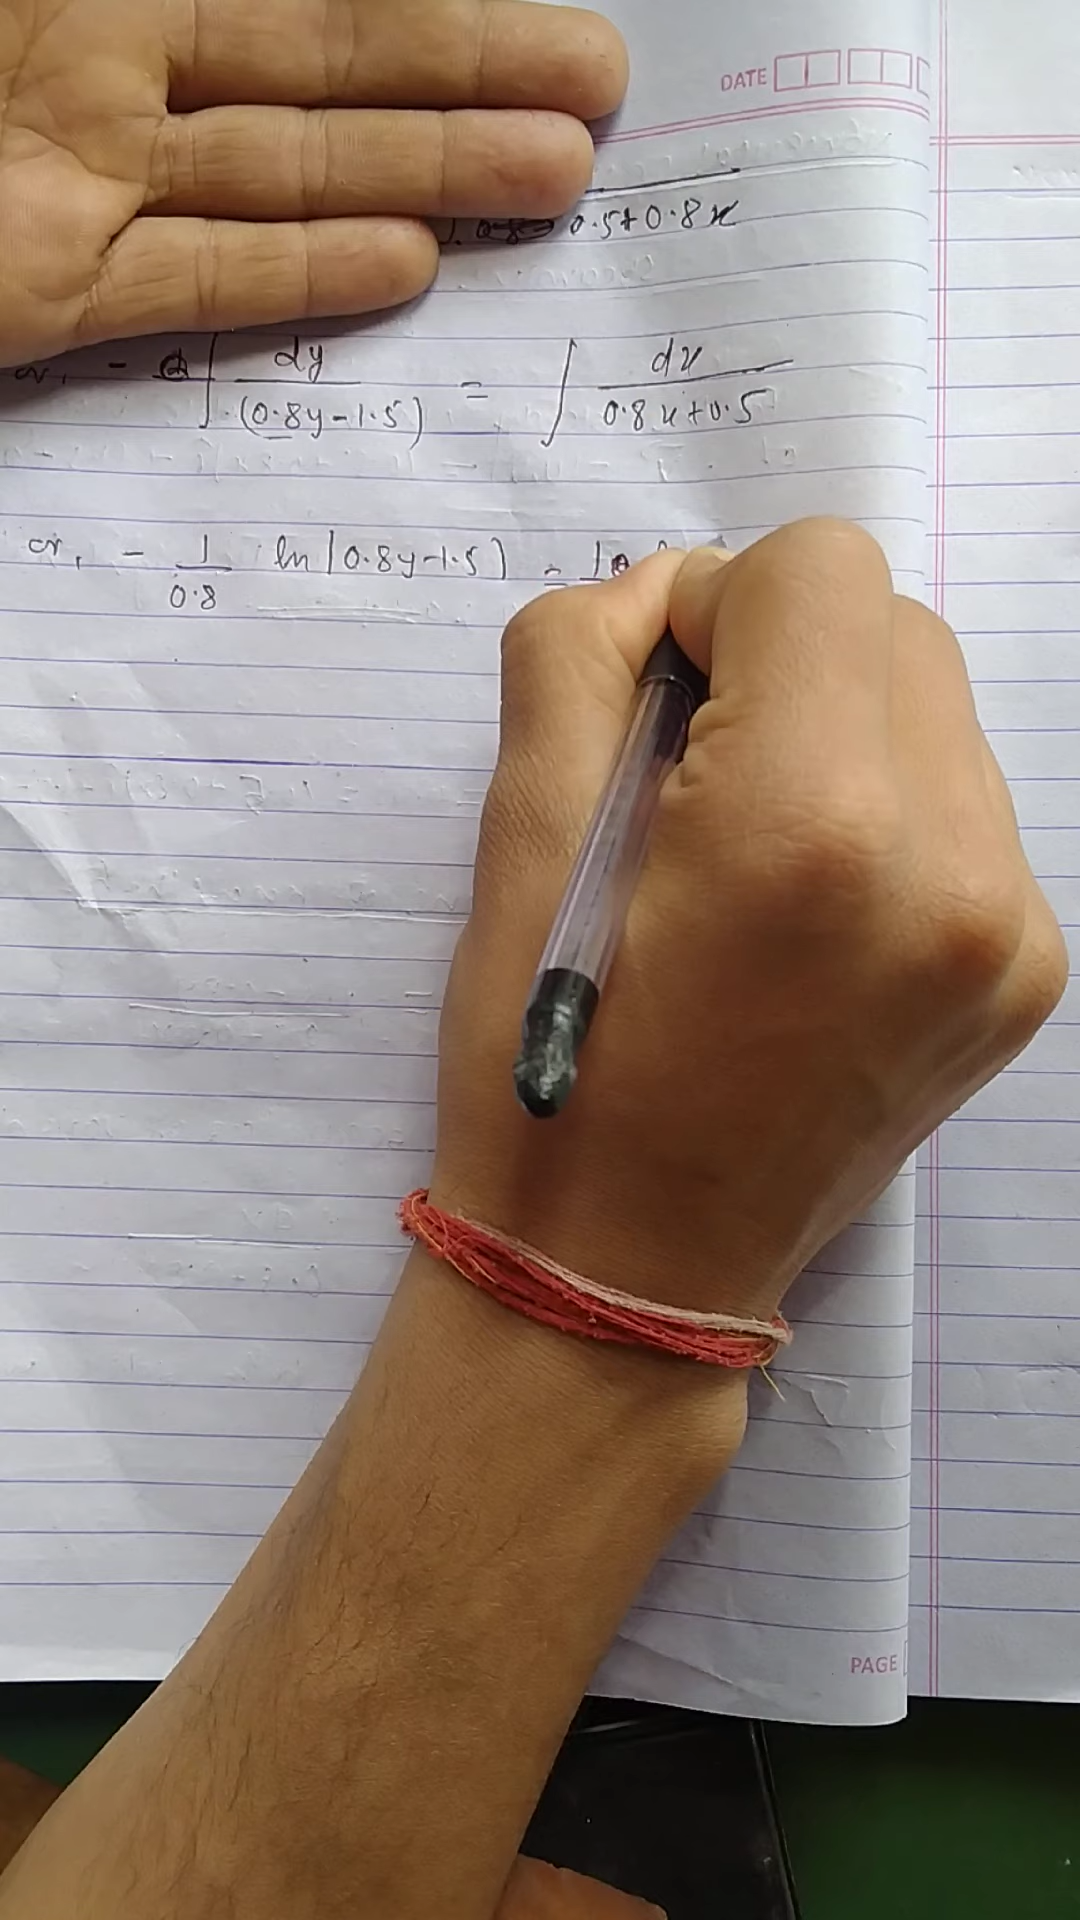 DATE
0.5+0.8x
or, - ∫ dy/(0.8y-1.5) = ∫ dx/0.8x+0.5
or, - 1/0.8 ln|0.8y-1.5) = 1
PAGE